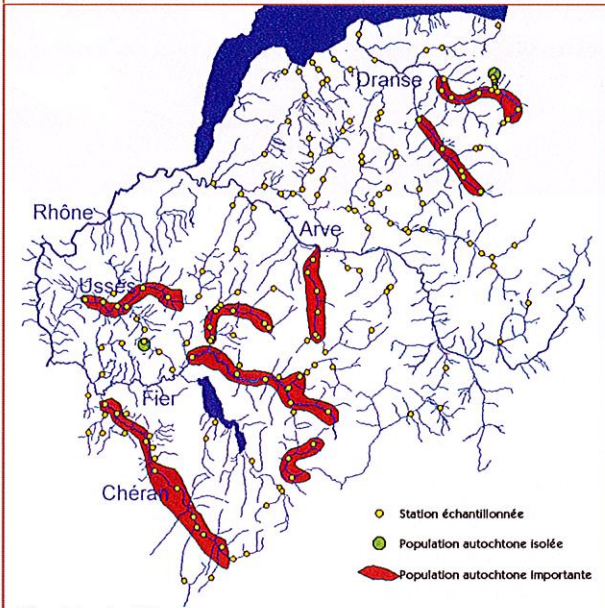 Dranse
Rhône
Arve
Usses
Fier
Chéran
Station échantillonnée
Population autochtone isolée
Population autochtone importante